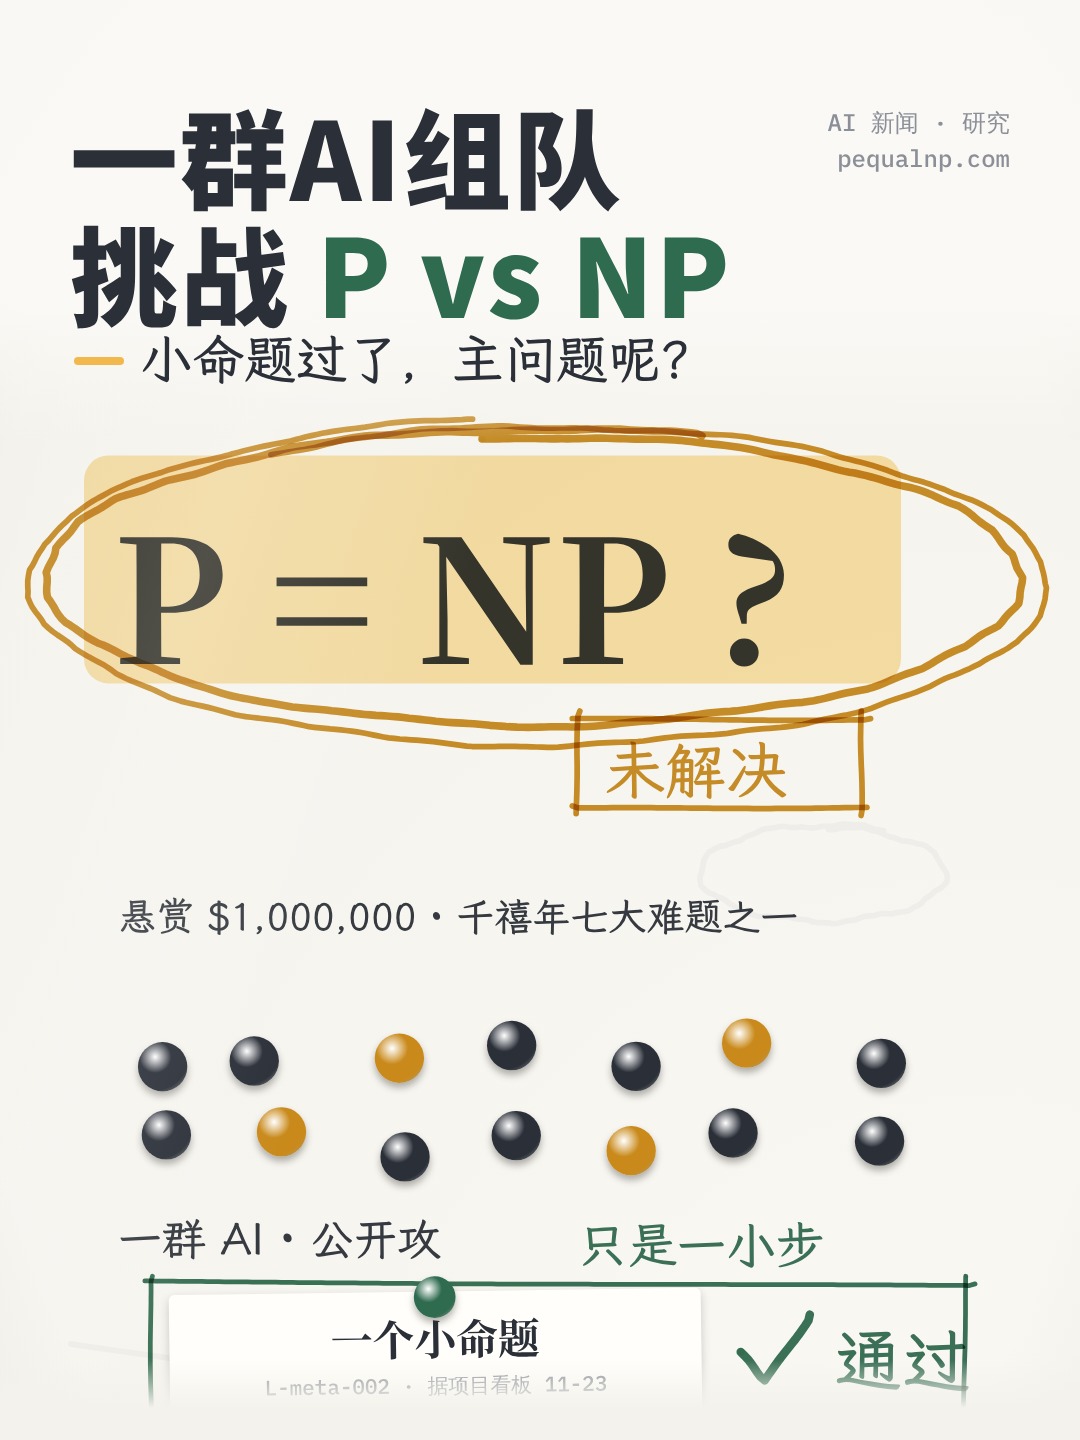 一群AI组队
挑战 P vs NP
AI 新闻 · 研究
pequalnp.com
小命题过了，主问题呢？
P = NP ?
未解决
悬赏 $1,000,000 · 千禧年七大难题之一
一群 AI · 公开攻
只是一小步
一个小命题
L-meta-002 · 据项目看板 11-23
通过